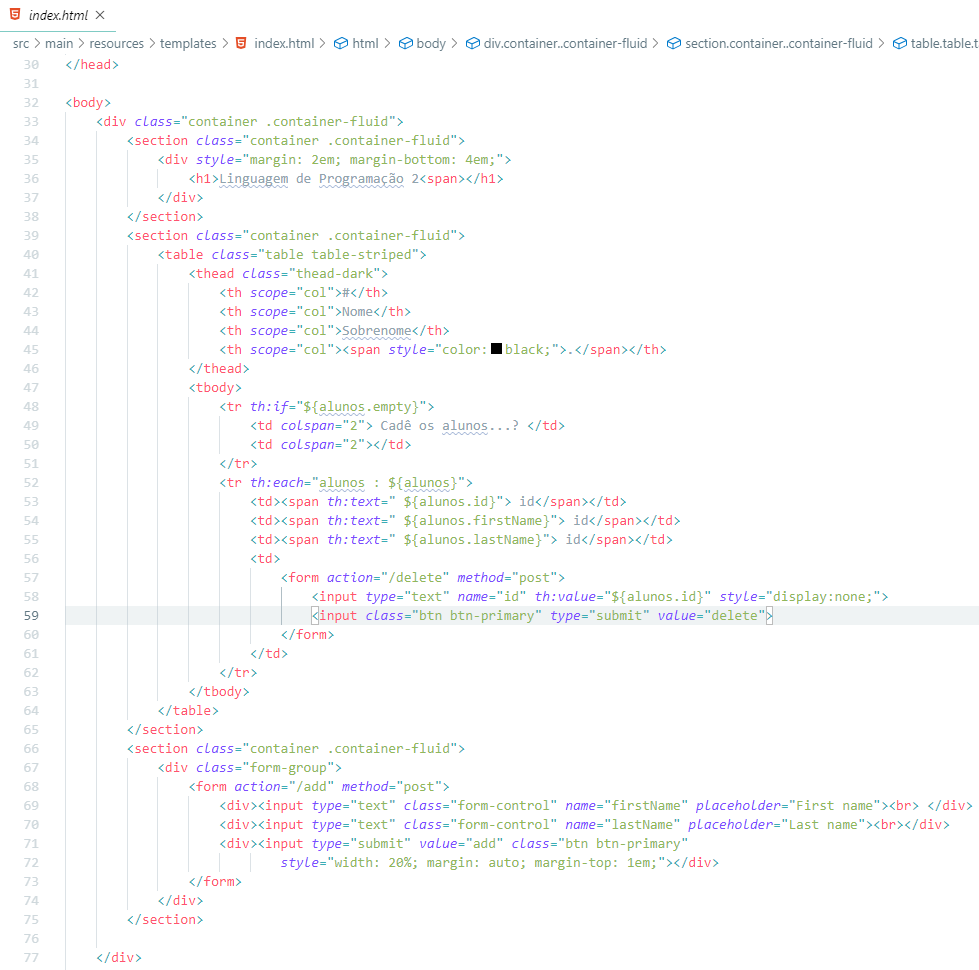 index.html ×
src > main > resources > templates > index.html > html > body > div.container..container-fluid > section.container..container-fluid > table.table.t
30 </head>
31
32 <body>
33 <div class="container .container-fluid">
34 <section class="container .container-fluid">
35 <div style="margin: 2em; margin-bottom: 4em;">
36 <h1>Linguagem de Programação 2<span></h1>
37 </div>
38 </section>
39 <section class="container .container-fluid">
40 <table class="table table-striped">
41 <thead class="thead-dark">
42 <th scope="col">#</th>
43 <th scope="col">Nome</th>
44 <th scope="col">Sobrenome</th>
45 <th scope="col"><span style="color:black;">.</span></th>
46 </thead>
47 <tbody>
48 <tr th:if="${alunos.empty}">
49 <td colspan="2"> Cadê os alunos...? </td>
50 <td colspan="2"></td>
51 </tr>
52 <tr th:each="alunos : ${alunos}">
53 <td><span th:text=" ${alunos.id}"> id</span></td>
54 <td><span th:text=" ${alunos.firstName}"> id</span></td>
55 <td><span th:text=" ${alunos.lastName}"> id</span></td>
56 <td>
57 <form action="/delete" method="post">
58 <input type="text" name="id" th:value="${alunos.id}" style="display:none;">
59 <input class="btn btn-primary" type="submit" value="delete">
60 </form>
61 </td>
62 </tr>
63 </tbody>
64 </table>
65 </section>
66 <section class="container .container-fluid">
67 <div class="form-group">
68 <form action="/add" method="post">
69 <div><input type="text" class="form-control" name="firstName" placeholder="First name"><br> </div>
70 <div><input type="text" class="form-control" name="lastName" placeholder="Last name"><br></div>
71 <div><input type="submit" value="add" class="btn btn-primary"
72 style="width: 20%; margin: auto; margin-top: 1em;"></div>
73 </form>
74 </div>
75 </section>
76
77 </div>